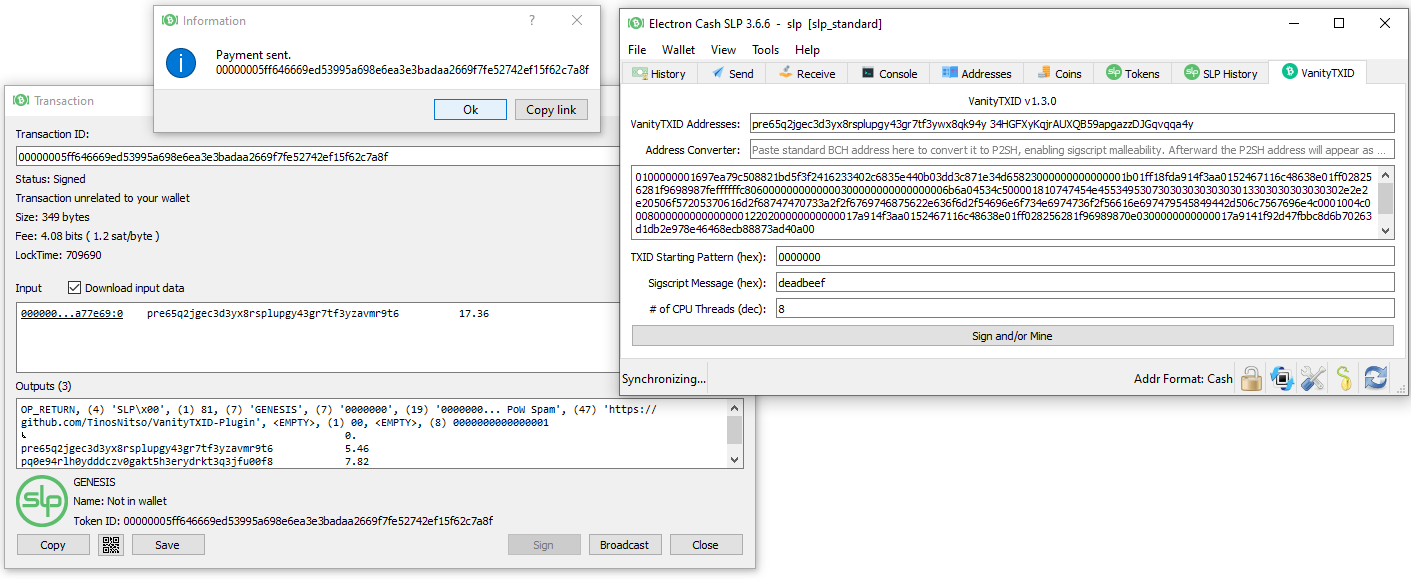 Information
?
Payment sent.
00000005ff646669ed53995a698e6ea3e3badaa2669f7fe52742ef15f62c7a8f
Ok
Copy link
Transaction
Transaction ID:
00000005ff646669ed53995a698e6ea3e3badaa2669f7fe52742ef15f62c7a8f
Status: Signed
Transaction unrelated to your wallet
Size: 349 bytes
Fee: 4.08 bits ( 1.2 sat/byte )
LockTime: 709690
Input
Download input data
000000...a77e69:0 pre65q2jgec3d3yx8rsplupgy43gr7tf3yzavmr9t6 17.36
Outputs (3)
OP_RETURN, (4) 'SLP\x00', (1) 81, (7) 'GENESIS', (7) '0000000', (19) '0000000... PoW Spam', (47) 'https://
github.com/TinosNitso/VanityTXID-Plugin', <EMPTY>, (1) 00, <EMPTY>, (8) 0000000000000001
0.
pre65q2jgec3d3yx8rsplupgy43gr7tf3yzavmr9t6 5.46
pq0e94rlh0ydddczv0gakt5h3erydrkt3q3jfu00f8 7.82
slp
GENESIS
Name: Not in wallet
Token ID: 00000005ff646669ed53995a698e6ea3e3badaa2669f7fe52742ef15f62c7a8f
Copy
Save
Sign
Broadcast
Close
Electron Cash SLP 3.6.6 - slp [slp_standard]
File Wallet View Tools Help
History Send Receive Console Addresses Coins Tokens SLP History VanityTXID
VanityTXID v1.3.0
VanityTXID Addresses: pre65q2jgec3d3yx8rsplupgy43gr7tf3ywx8qk94y 34HGFXyKqjrAUXQB59apgazzDJGqvqqa4y
Address Converter: Paste standard BCH address here to convert it to P2SH, enabling sigscript malleability. Afterward the P2SH address will appear as ...
TXID Starting Pattern (hex): 0000000
Sigscript Message (hex): deadbeef
# of CPU Threads (dec): 8
Sign and/or Mine
Synchronizing...
Addr Format: Cash